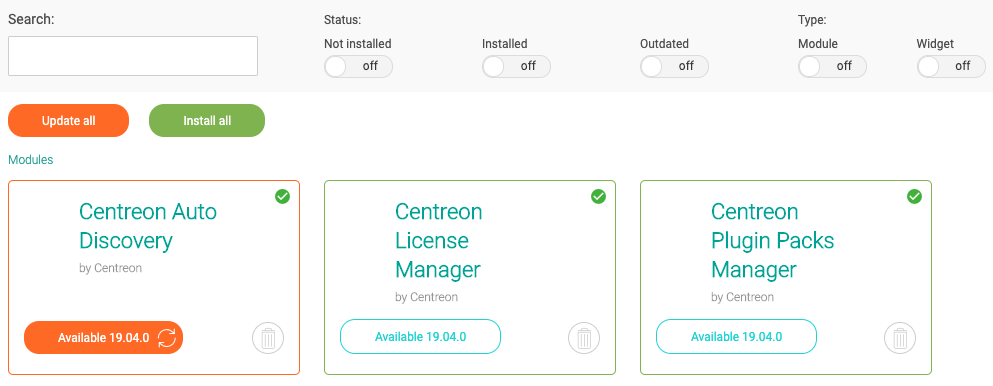 Search:
Status:
Type:
Not installed
Installed
Outdated
Module
Widget
off
off
off
off
off
Update all
Install all
Modules
Centreon Auto
Discovery
by Centreon
Available 19.04.0
Centreon
License
Manager
by Centreon
Available 19.04.0
Centreon
Plugin Packs
Manager
by Centreon
Available 19.04.0